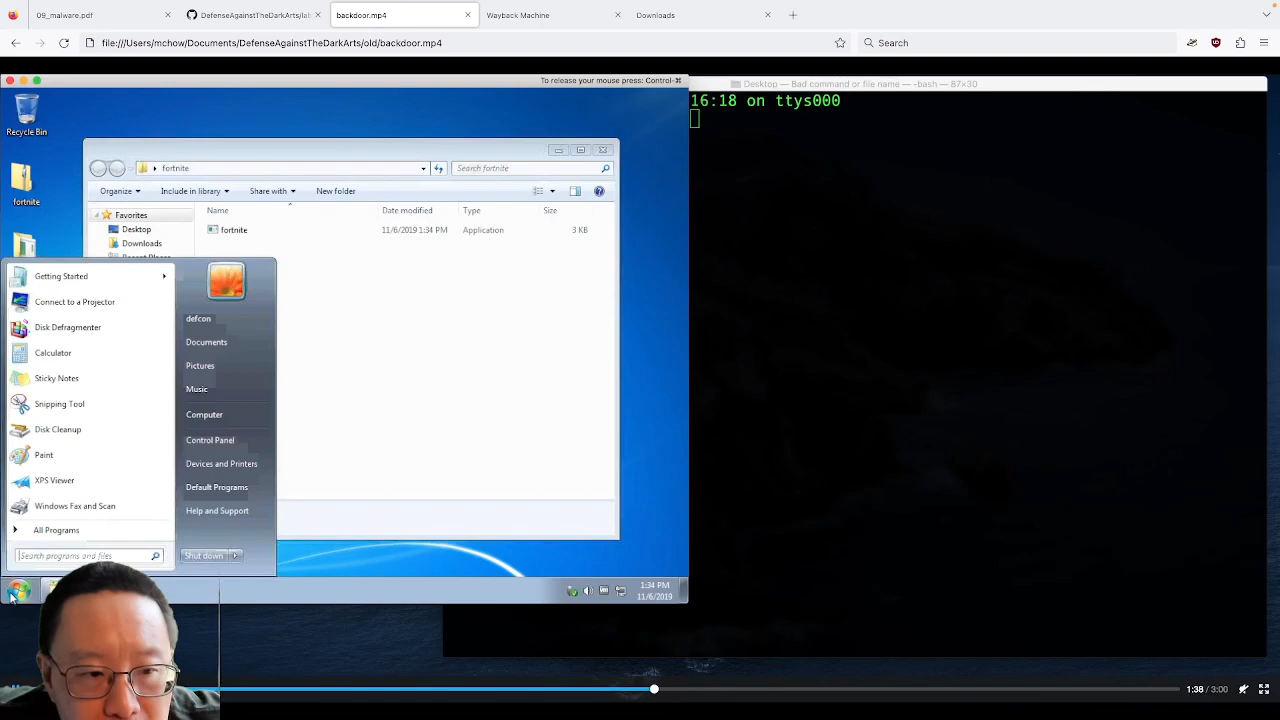 09_malware.pdf
DefenseAgainstTheDarkArts/lab
backdoor.mp4
Wayback Machine
Downloads
file:///Users/mchow/Documents/DefenseAgainstTheDarkArts/old/backdoor.mp4
Search
To release your mouse press: Control-⌘
Desktop — Bad command or file name — -bash — 87×30
16:18 on ttys000
Recycle Bin
fortnite
fortnite
Search fortnite
Organize
Include in library
Share with
New folder
Name
Date modified
Type
Size
Favorites
Desktop
Downloads
Recent Places
fortnite
11/6/2019 1:34 PM
Application
3 KB
Getting Started
Connect to a Projector
Disk Defragmenter
Calculator
Sticky Notes
Snipping Tool
Disk Cleanup
Paint
XPS Viewer
Windows Fax and Scan
All Programs
Search programs and files
defcon
Documents
Pictures
Music
Computer
Control Panel
Devices and Printers
Default Programs
Help and Support
Shut down
1:34 PM
11/6/2019
1:38 / 3:00